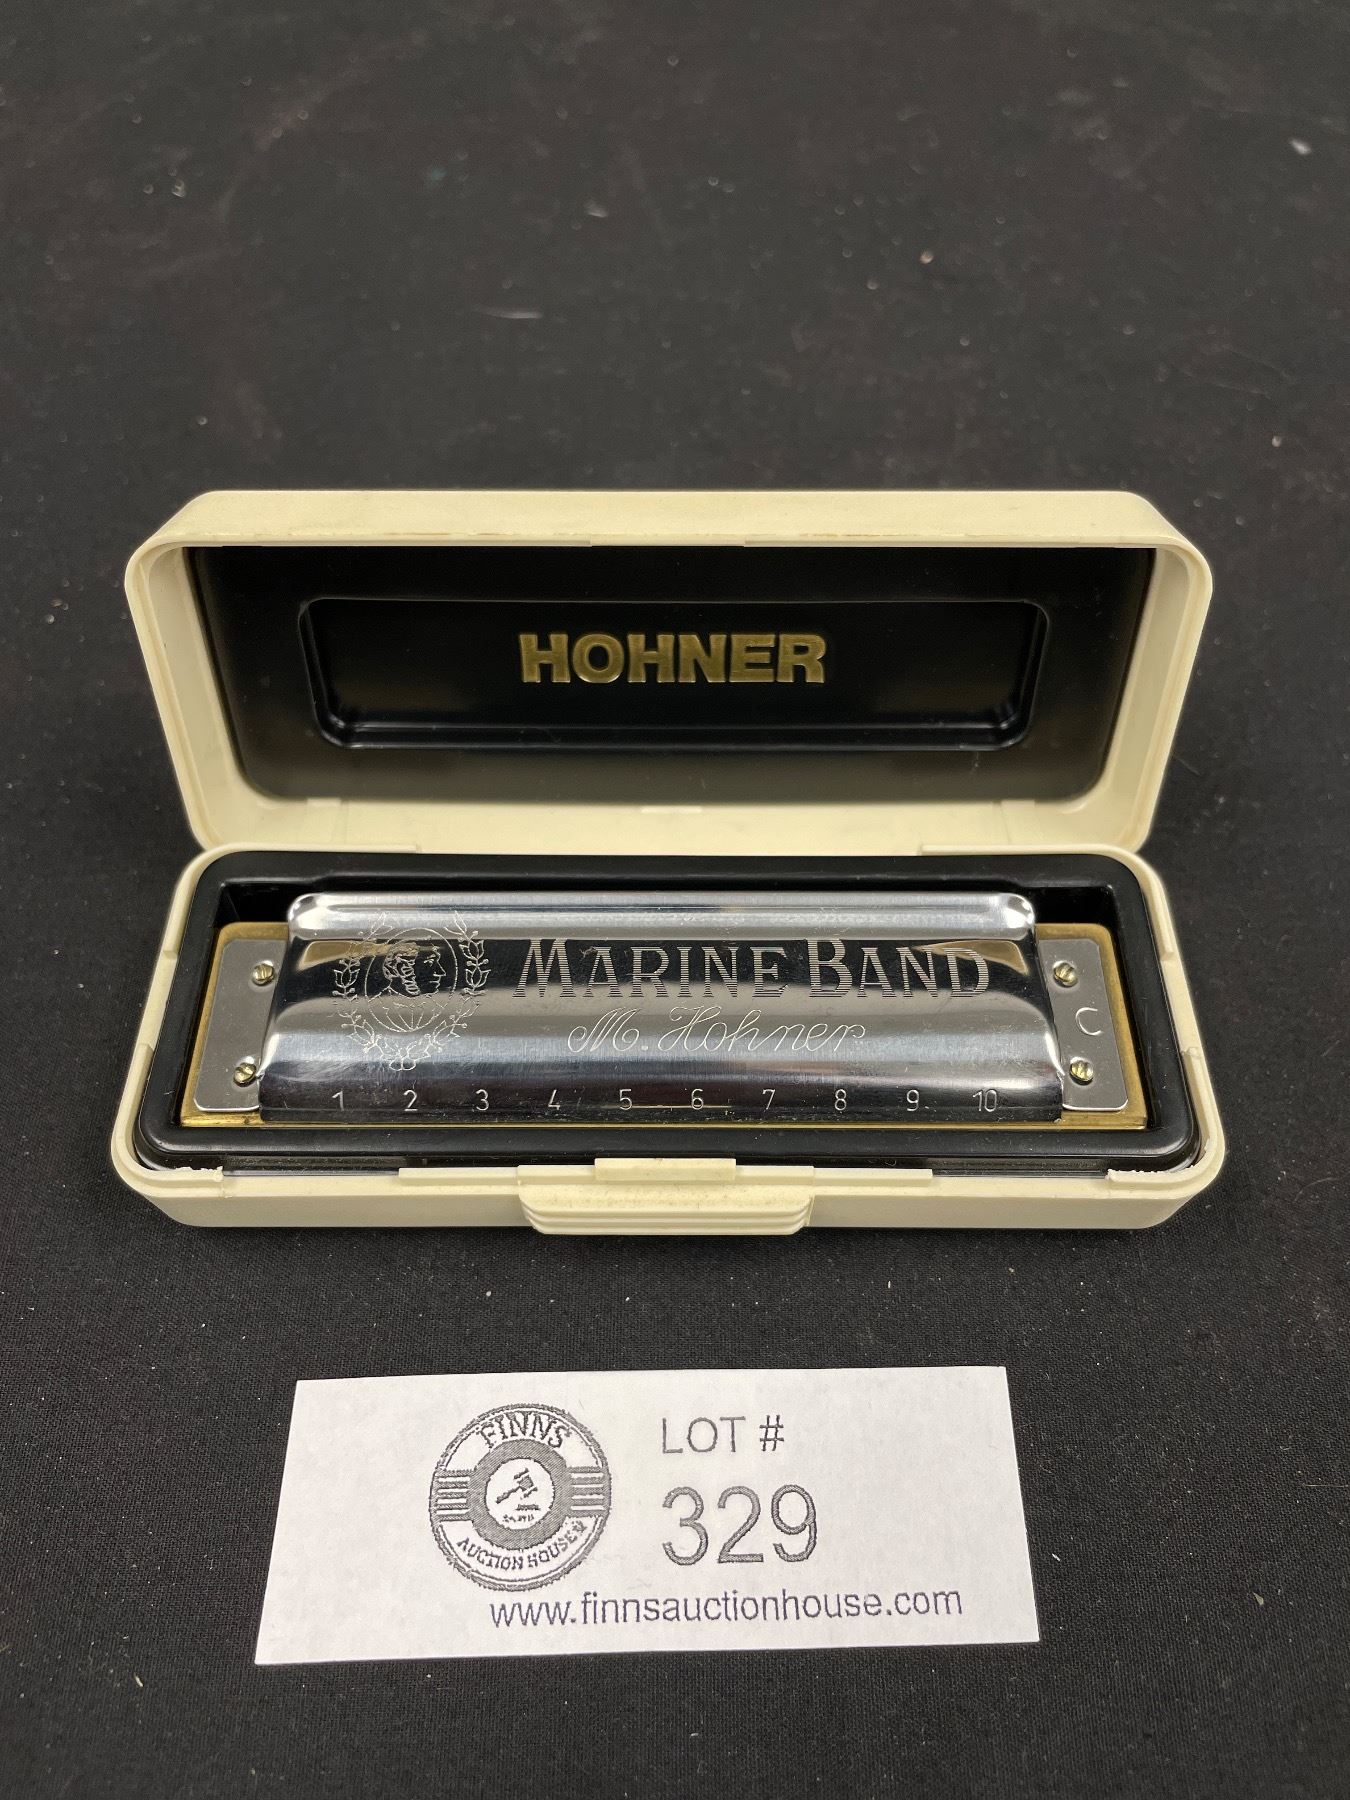 HOHNER
MARINE BAND
M. Hohner
C
1 2 3 4 5 6 7 8 9 10
FINNS
AUCTION HOUSE
LOT #
329
www.finnsauctionhouse.com